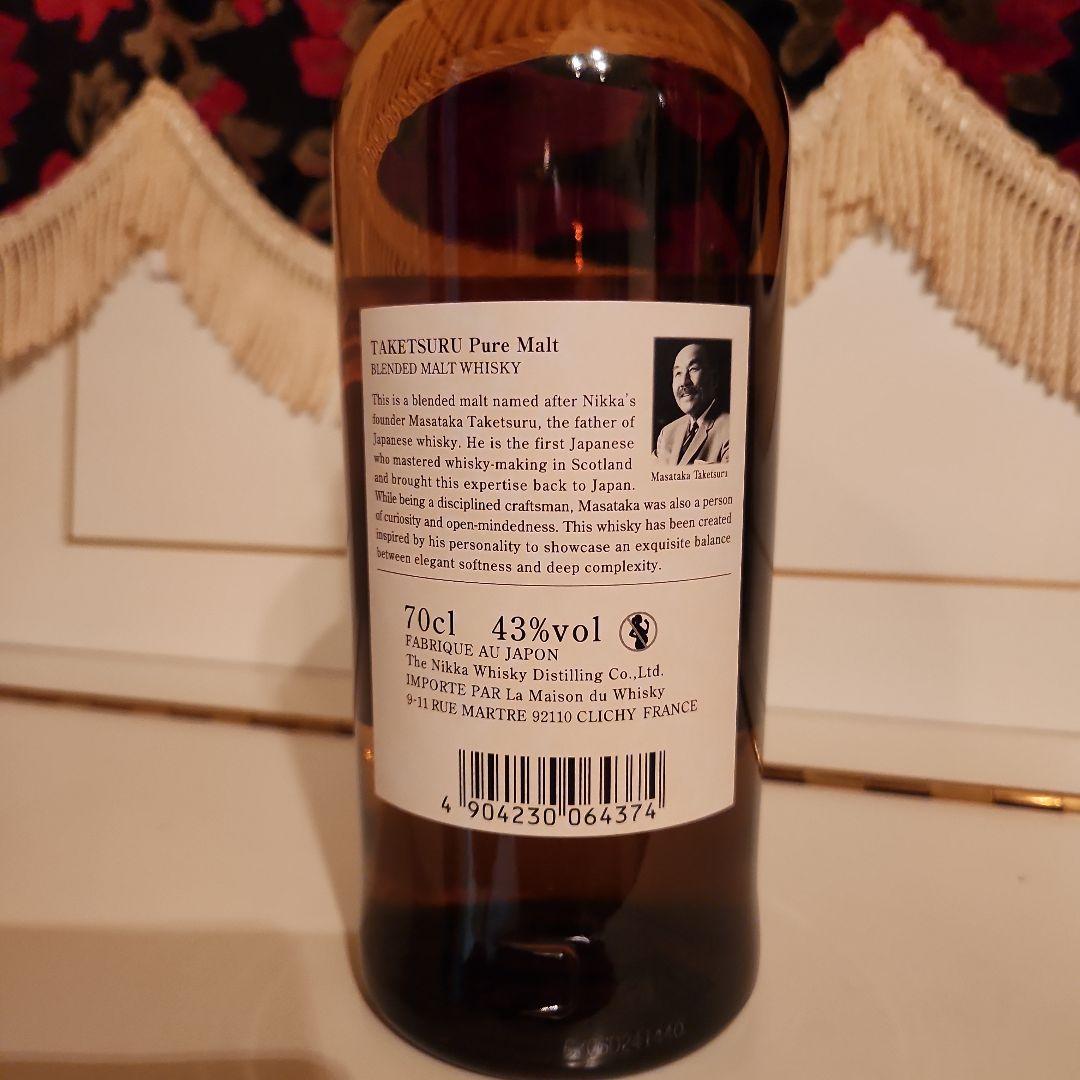 TAKETSURU Pure Malt
BLENDED MALT WHISKY
This is a blended malt named after Nikka's
founder Masataka Taketsuru, the father of
Japanese whisky. He is the first Japanese
who mastered whisky-making in Scotland
and brought this expertise back to Japan.
Masataka Taketsuru
While being a disciplined craftsman, Masataka was also a person
of curiosity and open-mindedness. This whisky has been created
inspired by his personality to showcase an exquisite balance
between elegant softness and deep complexity.
70cl 43%vol
FABRIQUE AU JAPON
The Nikka Whisky Distilling Co.,Ltd.
IMPORTE PAR La Maison du Whisky
9-11 RUE MARTRE 92110 CLICHY FRANCE
4 904230 064374